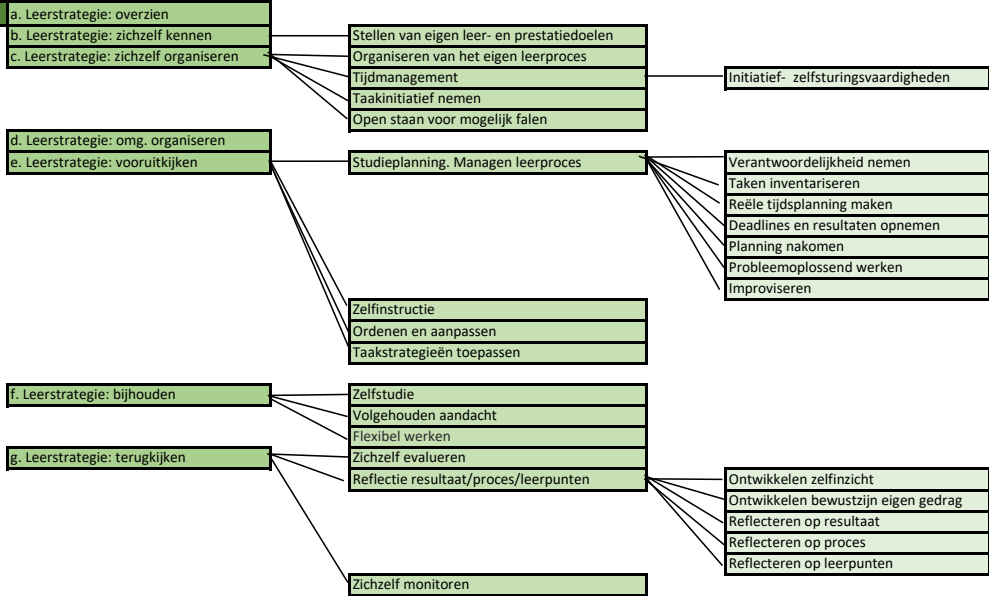 a. Leerstrategie: overzien
b. Leerstrategie: zichzelf kennen
c. Leerstrategie: zichzelf organiseren
Stellen van eigen leer- en prestatiedoelen
Organiseren van het eigen leerproces
Tijdmanagement
Taakinitiatief nemen
Open staan voor mogelijk falen
Initiatief-  zelfsturingsvaardigheden
d. Leerstrategie: omg. organiseren
e. Leerstrategie: vooruitkijken
Studieplanning. Managen leerproces
Verantwoordelijkheid nemen
Taken inventariseren
Reële tijdsplanning maken
Deadlines en resultaten opnemen
Planning nakomen
Probleemoplossend werken
Improviseren
Zelfinstructie
Ordenen en aanpassen
Taakstrategieën toepassen
f. Leerstrategie: bijhouden
Zelfstudie
Volgehouden aandacht
Flexibel werken
g. Leerstrategie: terugkijken
Zichzelf evalueren
Reflectie resultaat/proces/leerpunten
Ontwikkelen zelfinzicht
Ontwikkelen bewustzijn eigen gedrag
Reflecteren op resultaat
Reflecteren op proces
Reflecteren op leerpunten
Zichzelf monitoren